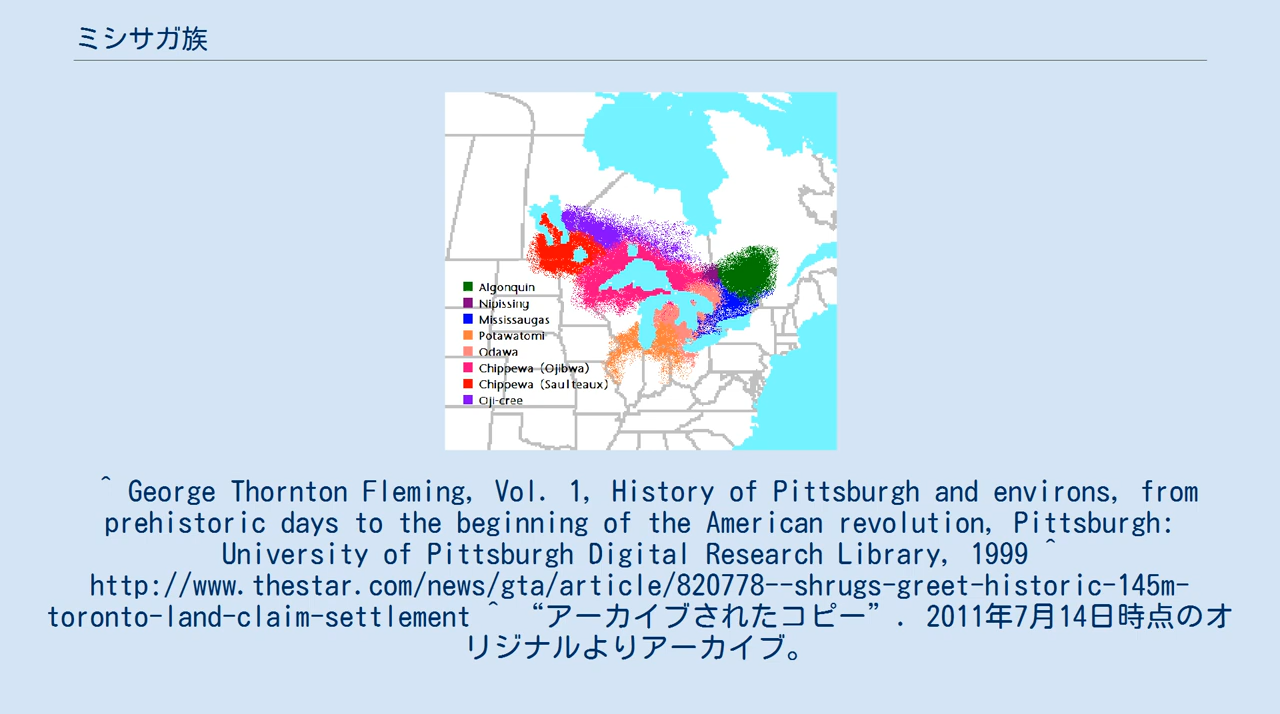 ミシサガ族
Algonquin
Nipissing
Mississaugas
Potawatomi
Odawa
Chippewa (Ojibwa)
Chippewa (Saulteaux)
Oji-cree
^ George Thornton Fleming, Vol. 1, History of Pittsburgh and environs, from
prehistoric days to the beginning of the American revolution, Pittsburgh:
University of Pittsburgh Digital Research Library, 1999 ^
http://www.thestar.com/news/gta/article/820778--shrugs-greet-historic-145m-
toronto-land-claim-settlement ^ “アーカイブされたコピー”. 2011年7月14日時点のオ
リジナルよりアーカイブ。